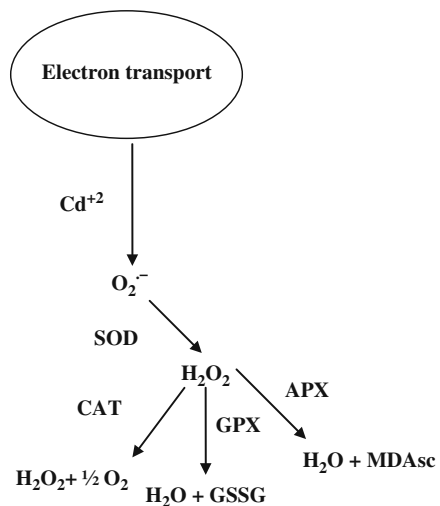 Electron transport
Cd⁺²
O₂·⁻
SOD
H₂O₂
CAT
GPX
APX
H₂O₂+ ½ O₂
H₂O + GSSG
H₂O + MDAsc